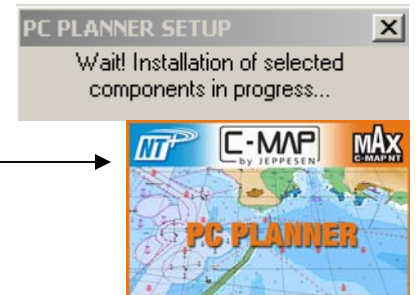 PC PLANNER SETUP
Wait! Installation of selected
components in progress...
NT+ C-MAP MAX
by JEPPESEN C-MAP NT
PC PLANNER